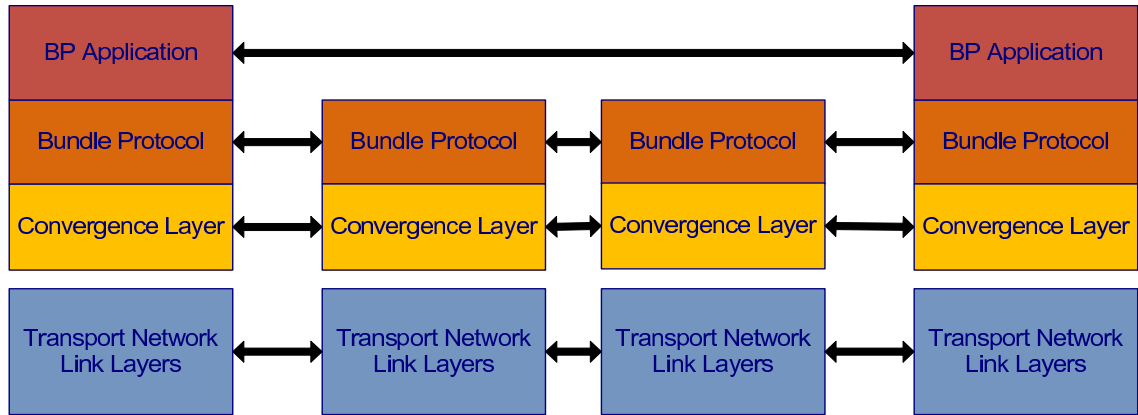 BP Application
BP Application
Bundle Protocol
Bundle Protocol
Bundle Protocol
Bundle Protocol
Convergence Layer
Convergence Layer
Convergence Layer
Convergence Layer
Transport Network
Link Layers
Transport Network
Link Layers
Transport Network
Link Layers
Transport Network
Link Layers